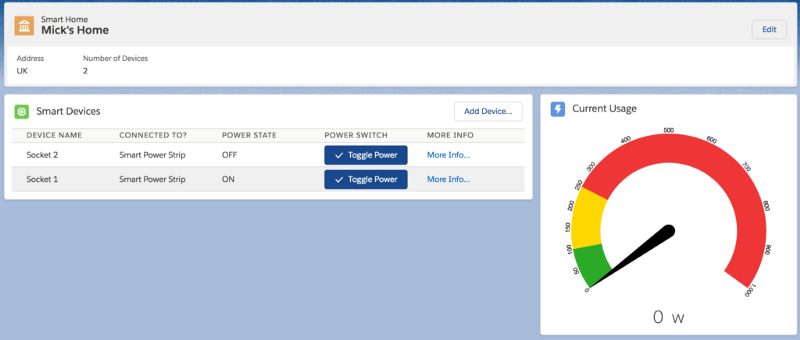 Smart Home
Mick's Home
Edit
Address
Number of Devices
UK
2
Smart Devices
Add Device...
DEVICE NAME CONNECTED TO? POWER STATE POWER SWITCH MORE INFO
Socket 2 Smart Power Strip OFF Toggle Power More Info...
Socket 1 Smart Power Strip ON Toggle Power More Info...
Current Usage
0
50
100
150
200
250
300
400
500
600
700
800
900
1,000
0 w